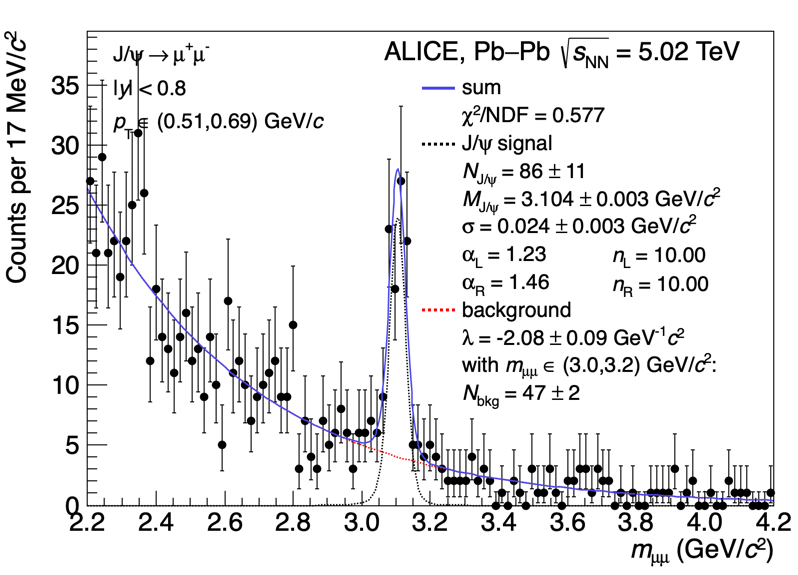 J/ψ → μ⁺μ⁻
|y| < 0.8
p_T ∈ (0.51,0.69) GeV/c
ALICE, Pb−Pb √s_NN = 5.02 TeV
sum
χ²/NDF = 0.577
J/ψ signal
N_J/ψ = 86 ± 11
M_J/ψ = 3.104 ± 0.003 GeV/c²
σ = 0.024 ± 0.003 GeV/c²
α_L = 1.23 n_L = 10.00
α_R = 1.46 n_R = 10.00
background
λ = -2.08 ± 0.09 GeV⁻¹c²
with m_μμ ∈ (3.0,3.2) GeV/c²:
N_bkg = 47 ± 2
Counts per 17 MeV/c²
35
30
25
20
15
10
5
0
2.2 2.4 2.6 2.8 3.0 3.2 3.4 3.6 3.8 4.0 4.2
m_μμ (GeV/c²)